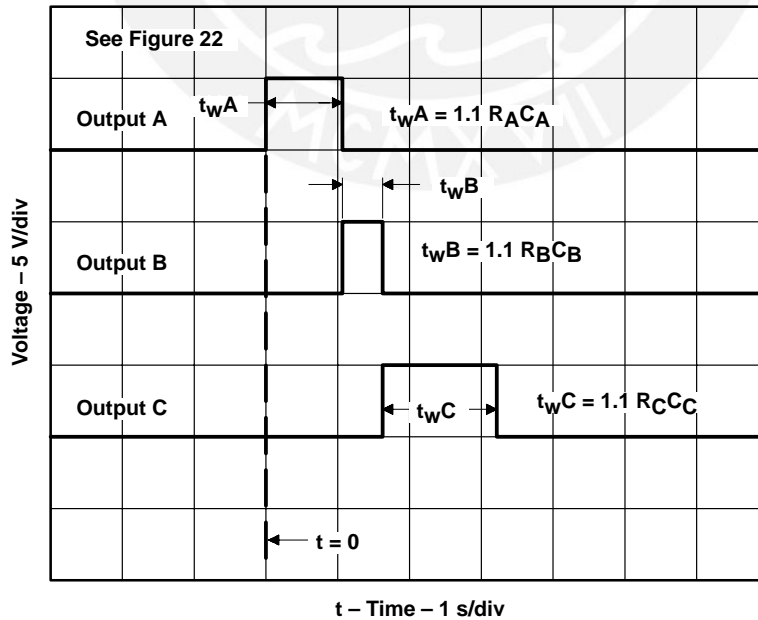 See Figure 22
Output A
twA
twA = 1.1 RACA
twB
Output B
twB = 1.1 RBCB
Output C
twC
twC = 1.1 RCCC
t = 0
Voltage – 5 V/div
t – Time – 1 s/div
MCMXVII